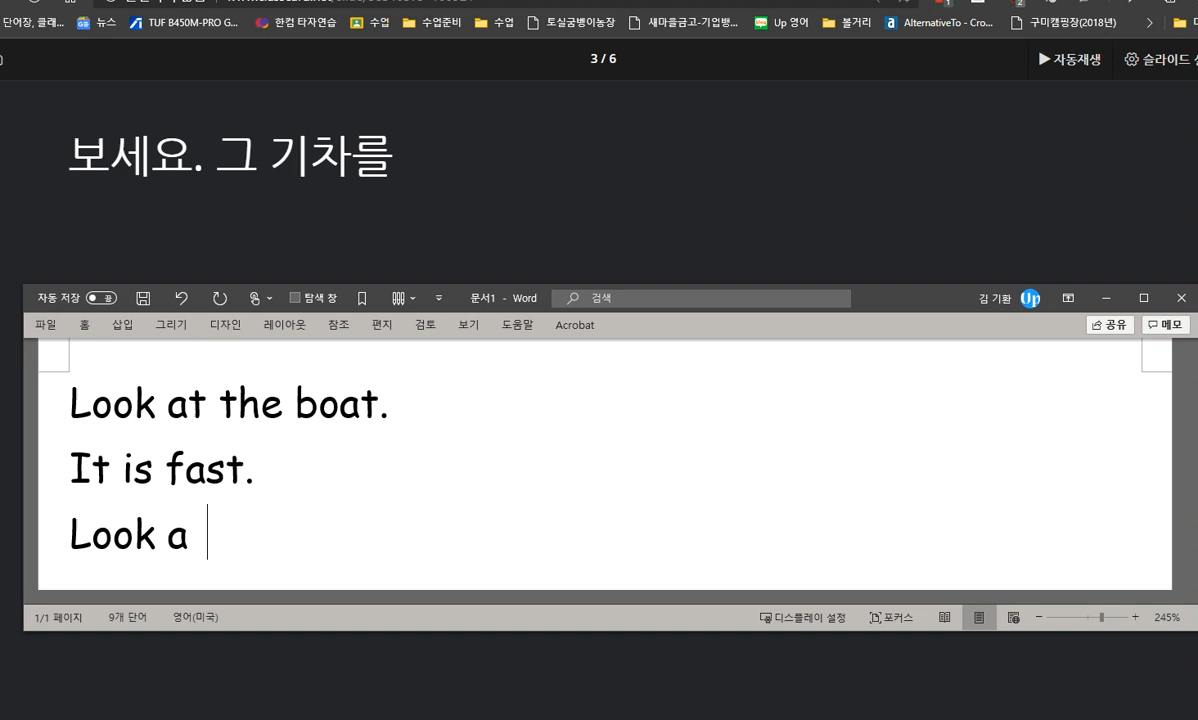 단어장, 클래...
뉴스
TUF B450M-PRO G...
한컴 타자연습
수업
수업준비
수업
토실굼뱅이농장
새마을금고-기업뱅...
Up 영어
볼거리
AlternativeTo - Cro...
구미캠핑장(2018년)
3 / 6
자동재생
슬라이드
보세요. 그 기차를
자동 저장
끔
탐색 창
문서1 - Word
검색
김 기환
Up
파일 홈 삽입 그리기 디자인 레이아웃 참조 편지 검토 보기 도움말 Acrobat
공유
메모
Look at the boat.
It is fast.
Look a
1/1 페이지 9개 단어 영어(미국)
디스플레이 설정
포커스
245%